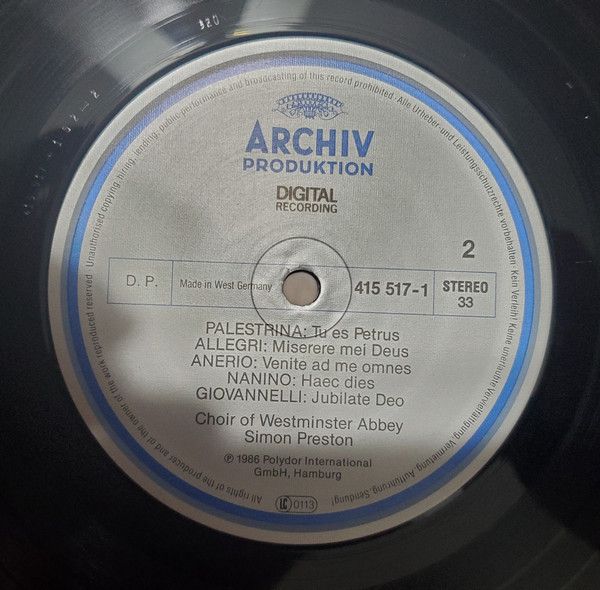 320
Unauthorised copying, hiring, lending, public performance and broadcasting of this record prohibited · Alle Urheber- und Leistungsschutzrechte vorbehalten · Kein Verleih! Keine unerlaubte Vervielfältigung, Vermietung, Aufführung, Sendung!
ARCHIV
PRODUKTION
DIGITAL
RECORDING
2
D. P. Made in West Germany 415 517-1 STEREO
33
PALESTRINA: Tu es Petrus
ALLEGRI: Miserere mei Deus
ANERIO: Venite ad me omnes
NANINO: Haec dies
GIOVANNELLI: Jubilate Deo
Choir of Westminster Abbey
Simon Preston
℗ 1986 Polydor International
GmbH, Hamburg
All rights of the producer and of the owner of the work reproduced reserved
LC 0113